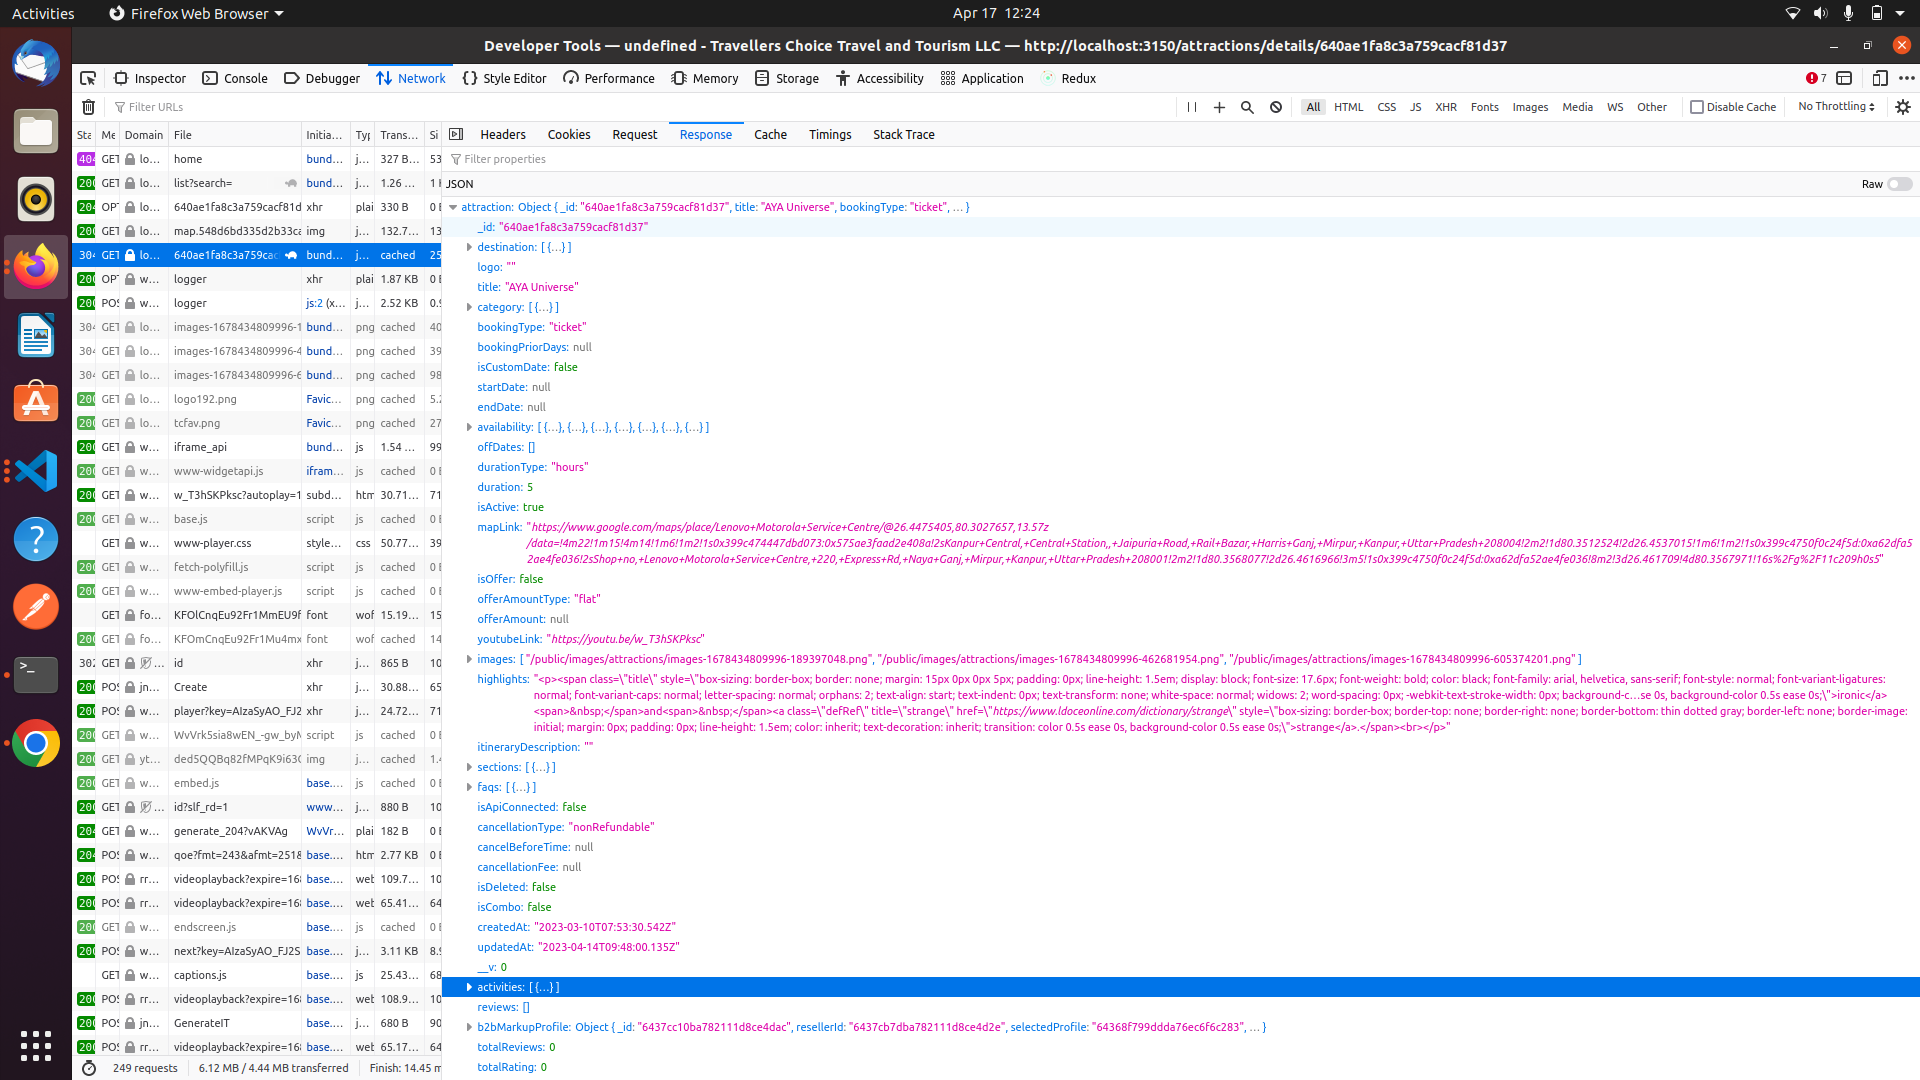 Activities
Firefox Web Browser
Apr 17 12:24
Developer Tools — undefined - Travellers Choice Travel and Tourism LLC — http://localhost:3150/attractions/details/640ae1fa8c3a759cacf81d37
Inspector Console Debugger Network Style Editor Performance Memory Storage Accessibility Application Redux 7
Filter URLs
All HTML CSS JS XHR Fonts Images Media WS Other Disable Cache No Throttling
Sta Me Domain File Initia… Typ Trans… Si
Headers Cookies Request Response Cache Timings Stack Trace
Filter properties
JSON
Raw
404 GET lo… home bund… j… 327 B… 53
200 GET lo… list?search= bund… j… 1.26 …
204 OPT lo… 640ae1fa8c3a759cacf81d xhr plai 330 B 0 B
200 GET lo… map.548d6bd335d2b33ca img 132.7… 13
304 GET lo… 640ae1fa8c3a759cac bund… j… cached 25
200 OPT w… logger xhr plai 1.87 KB 0 B
200 POS w… logger js:2 (x… j… 2.52 KB 0.9
304 GET lo… images-1678434809996-1 bund… png cached 40
304 GET lo… images-1678434809996-4 bund… png cached 39
304 GET lo… images-1678434809996-6 bund… png cached 98
200 GET lo… logo192.png Favic… png cached 5.2
200 GET lo… tcfav.png Favic… png cached 27
200 GET w… iframe_api bund… js 1.54 … 99
200 GET w… www-widgetapi.js ifram… js cached 0 B
200 GET w… w_T3hSKPksc?autoplay=1 subd… htm 30.71… 71
200 GET w… base.js script js cached 0 B
GET w… www-player.css style… css 50.77… 39
200 GET w… fetch-polyfill.js script js cached 0 B
200 GET w… www-embed-player.js script js cached 0 B
GET fo… KFOlCnqEu92Fr1MmEU9f font wof 15.19… 15
200 GET fo… KFOmCnqEu92Fr1Mu4mx font wof cached 14
302 GET … id xhr j… 865 B 10
200 POS jn… Create xhr j… 30.88… 65
200 POS w… player?key=AIzaSyAO_FJ2 xhr j… 24.72… 71
200 GET w… WvVrk5sia8wEN_-gw_byM script js cached 0 B
200 GET yt… ded5QQBq82fMPqK9i63C img j… cached 1.4
200 GET w… embed.js base.… js cached 0 B
200 GET … id?slf_rd=1 www… j… 880 B 10
204 GET w… generate_204?vAKVAg WvVr… plai 182 B 0 B
204 POS w… qoe?fmt=243&afmt=251& base.… htm 2.77 KB 0 B
200 POS rr… videoplayback?expire=168 base.… web 109.7… 10
200 POS rr… videoplayback?expire=168 base.… web 65.41… 64
200 GET w… endscreen.js base.… js cached 0 B
200 POS w… next?key=AIzaSyAO_FJ2S base.… j… 3.11 KB 8.9
GET w… captions.js base.… js 25.43… 68
200 POS rr… videoplayback?expire=168 base.… web 108.9… 10
200 POS jn… GenerateIT base.… j… 680 B 90
200 POS rr… videoplayback?expire=168 base.… web 65.17… 64
249 requests 6.12 MB / 4.44 MB transferred Finish: 14.45 m
attraction: Object { _id: "640ae1fa8c3a759cacf81d37", title: "AYA Universe", bookingType: "ticket", … }
_id: "640ae1fa8c3a759cacf81d37"
destination: [ {…} ]
logo: ""
title: "AYA Universe"
category: [ {…} ]
bookingType: "ticket"
bookingPriorDays: null
isCustomDate: false
startDate: null
endDate: null
availability: [ {…}, {…}, {…}, {…}, {…}, {…}, {…} ]
offDates: []
durationType: "hours"
duration: 5
isActive: true
mapLink: "https://www.google.com/maps/place/Lenovo+Motorola+Service+Centre/@26.4475405,80.3027657,13.57z
/data=!4m22!1m15!4m14!1m6!1m2!1s0x399c474447dbd073:0x575ae3faad2e408a!2sKanpur+Central,+Central+Station,,+Jaipuria+Road,+Rail+Bazar,+Harris+Ganj,+Mirpur,+Kanpur,+Uttar+Pradesh+208004!2m2!1d80.3512524!2d26.4537015!1m6!1m2!1s0x399c4750f0c24f5d:0xa62dfa5
2ae4fe036!2sShop+no,+Lenovo+Motorola+Service+Centre,+220,+Express+Rd,+Naya+Ganj,+Mirpur,+Kanpur,+Uttar+Pradesh+208001!2m2!1d80.3568077!2d26.4616966!3m5!1s0x399c4750f0c24f5d:0xa62dfa52ae4fe036!8m2!3d26.461709!4d80.3567971!16s%2Fg%2F11c209h0s5"
isOffer: false
offerAmountType: "flat"
offerAmount: null
youtubeLink: "https://youtu.be/w_T3hSKPksc"
images: [ "/public/images/attractions/images-1678434809996-189397048.png", "/public/images/attractions/images-1678434809996-462681954.png", "/public/images/attractions/images-1678434809996-605374201.png" ]
highlights: "<p><span class=\"title\" style=\"box-sizing: border-box; border: none; margin: 15px 0px 0px 5px; padding: 0px; line-height: 1.5em; display: block; font-size: 17.6px; font-weight: bold; color: black; font-family: arial, helvetica, sans-serif; font-style: normal; font-variant-ligatures:
normal; font-variant-caps: normal; letter-spacing: normal; orphans: 2; text-align: start; text-indent: 0px; text-transform: none; white-space: normal; widows: 2; word-spacing: 0px; -webkit-text-stroke-width: 0px; background-c…se 0s, background-color 0.5s ease 0s;\">ironic</a>
<span>&nbsp;</span>and<span>&nbsp;</span><a class=\"defRef\" title=\"strange\" href=\"https://www.ldoceonline.com/dictionary/strange\" style=\"box-sizing: border-box; border-top: none; border-right: none; border-bottom: thin dotted gray; border-left: none; border-image:
initial; margin: 0px; padding: 0px; line-height: 1.5em; color: inherit; text-decoration: inherit; transition: color 0.5s ease 0s, background-color 0.5s ease 0s;\">strange</a>.</span><br></p>"
itineraryDescription: ""
sections: [ {…} ]
faqs: [ {…} ]
isApiConnected: false
cancellationType: "nonRefundable"
cancelBeforeTime: null
cancellationFee: null
isDeleted: false
isCombo: false
createdAt: "2023-03-10T07:53:30.542Z"
updatedAt: "2023-04-14T09:48:00.135Z"
__v: 0
activities: [ {…} ]
reviews: []
b2bMarkupProfile: Object { _id: "6437cc10ba782111d8ce4dac", resellerId: "6437cb7dba782111d8ce4d2e", selectedProfile: "64368f799ddda76ec6f6c283", … }
totalReviews: 0
totalRating: 0